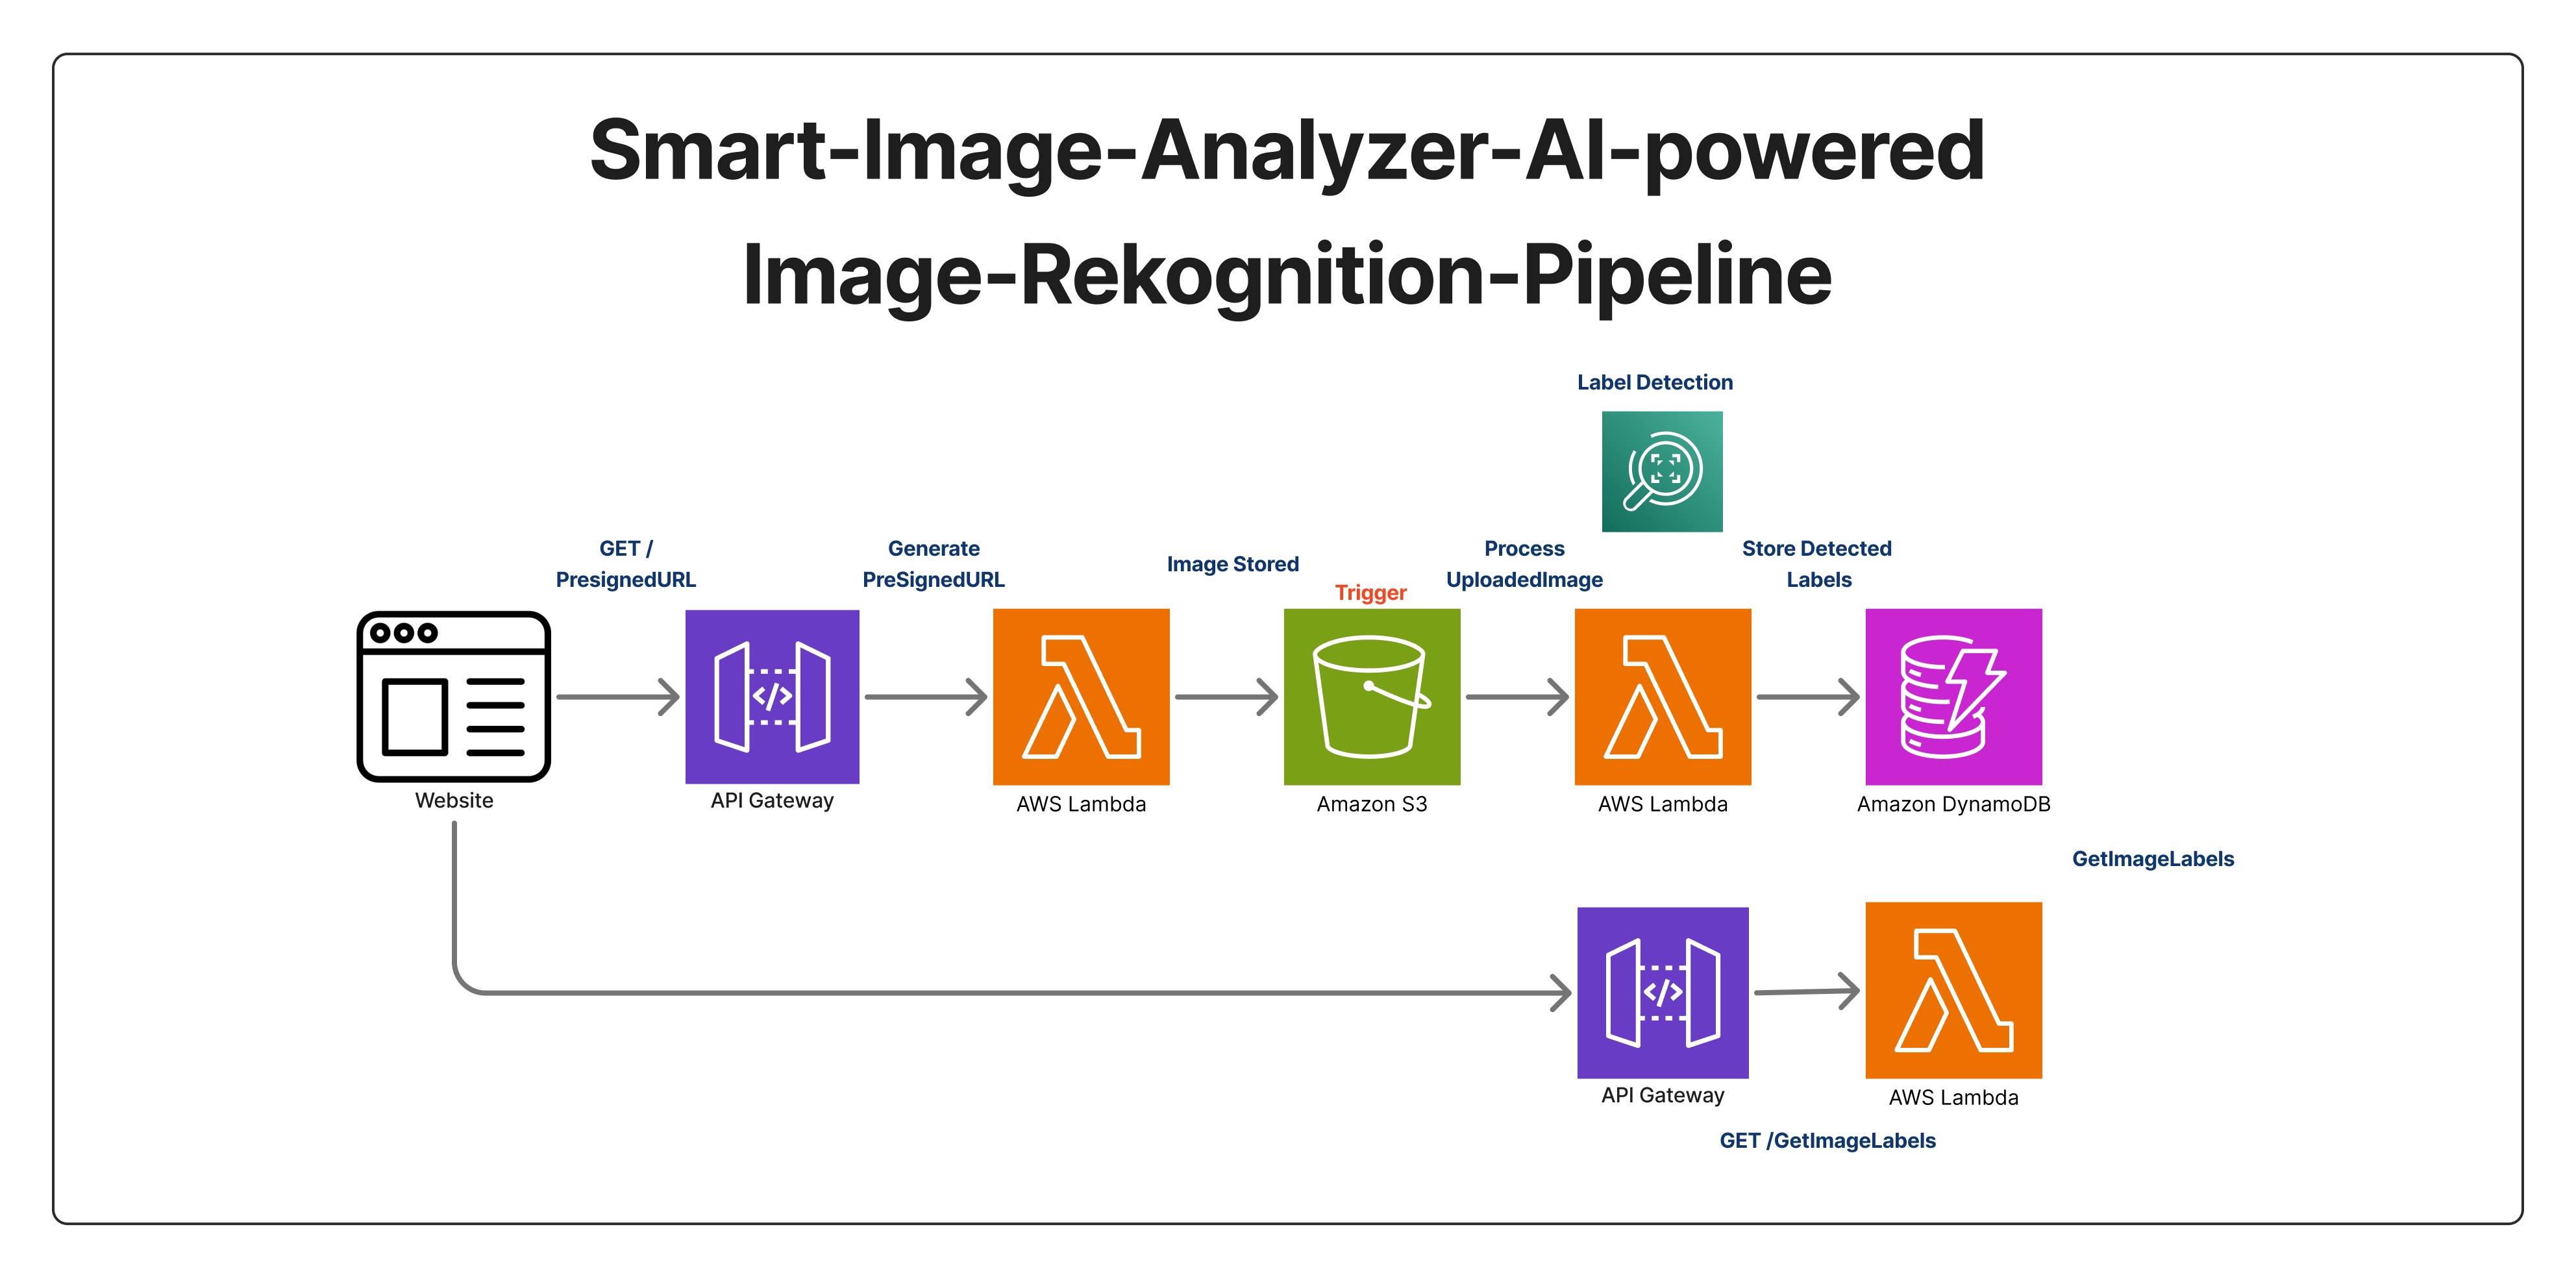 Smart-Image-Analyzer-AI-powered
Image-Rekognition-Pipeline
Label Detection
GET /
PresignedURL
Generate
PreSignedURL
Image Stored
Trigger
Process
UploadedImage
Store Detected
Labels
Website
API Gateway
AWS Lambda
Amazon S3
AWS Lambda
Amazon DynamoDB
GetImageLabels
API Gateway
AWS Lambda
GET /GetImageLabels